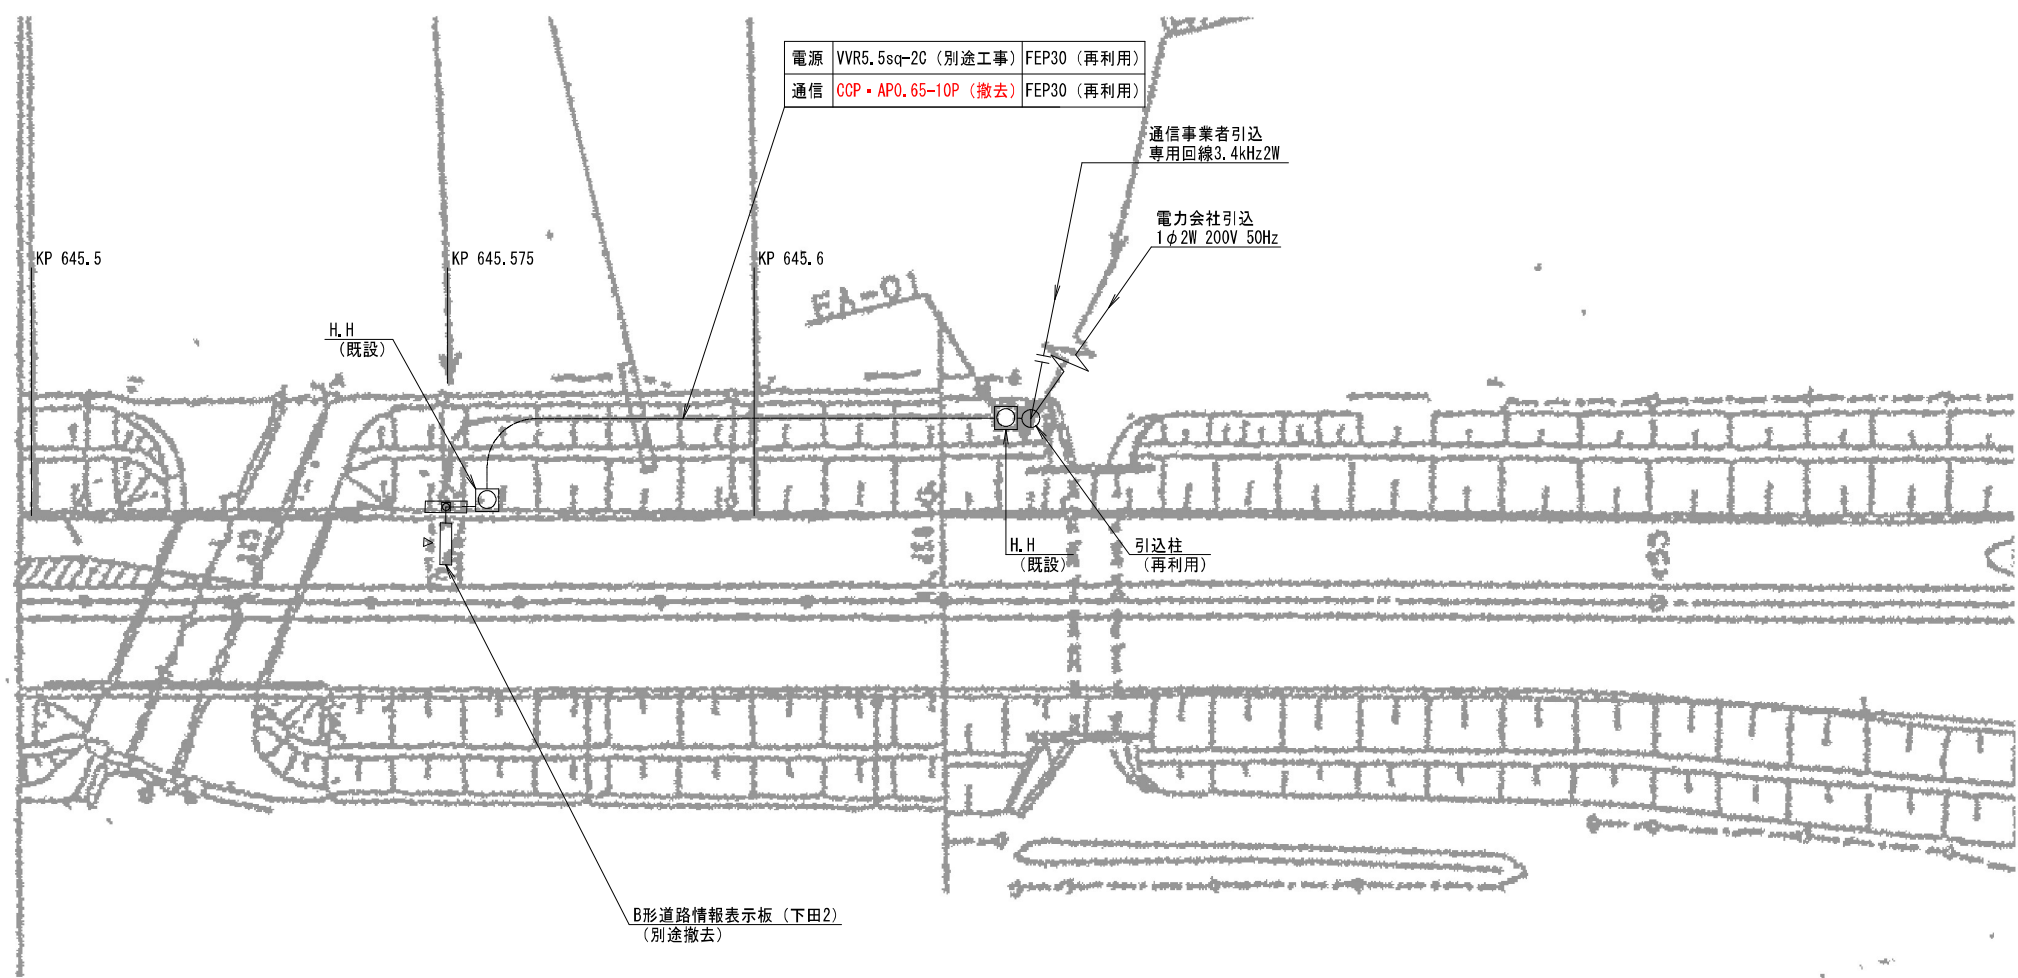 電源 VVR5.5sq-2C（別途工事） FEP30（再利用）
通信 CCP・AP0.65-10P（撤去） FEP30（再利用）
通信事業者引込
専用回線3.4kHz2W
電力会社引込
1φ2W 200V 50Hz
KP 645.5
KP 645.575
KP 645.6
H.H
（既設）
H.H
（既設）
引込柱
（再利用）
B形道路情報表示板（下田2）
（別途撤去）